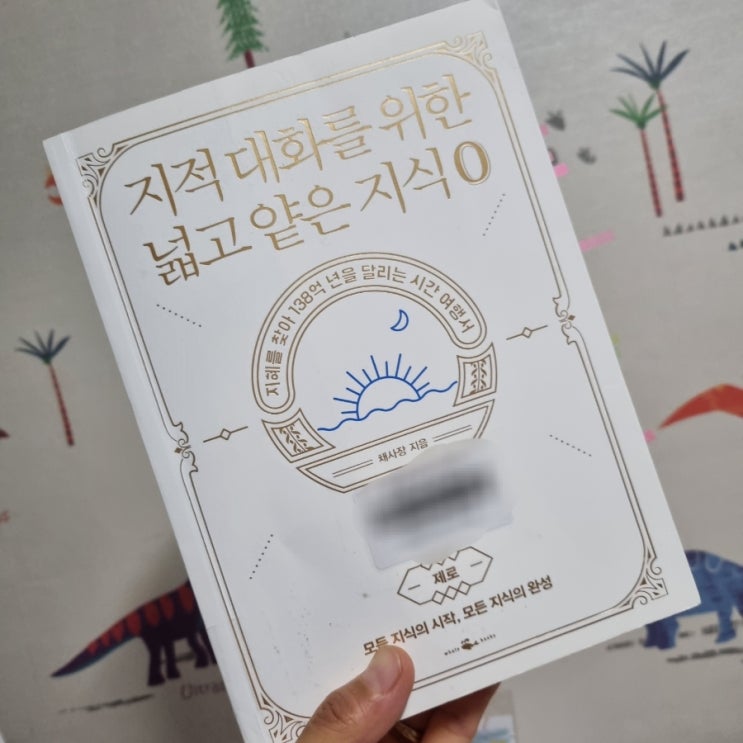 지적 대화를 위한
넓고 얕은 지식 0
지혜를 찾아 138억 년을 달리는 시간 여행서
채사장 지음
제로
모든 지식의 시작, 모든 지식의 완성
whale books